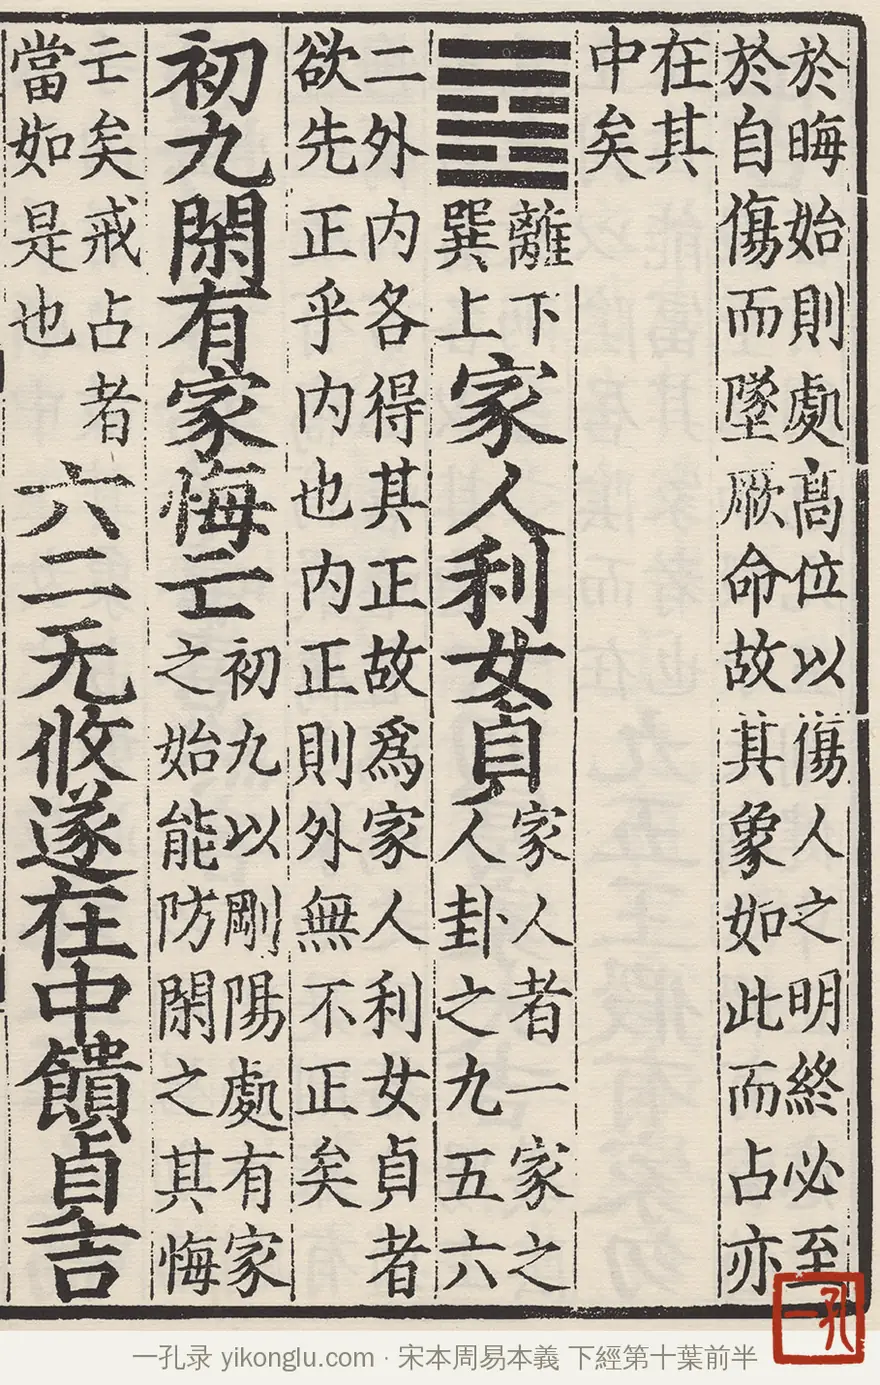 於晦始則處高位以傷人之明終必至
於自傷而墜厥命故其象如此而占亦
在其
中矣
離下
巽上
家人利女貞
家人者一家之
人卦之九五六
二外内各得其正故爲家人利女貞者
欲先正乎内也内正則外無不正矣
初九閑有家悔亡
初九以剛陽處有家
之始能防閑之其悔
亡矣戒占者
當如是也
六二无攸遂在中饋貞吉
一孔
一孔录 yikonglu.com · 宋本周易本義 下經第十葉前半